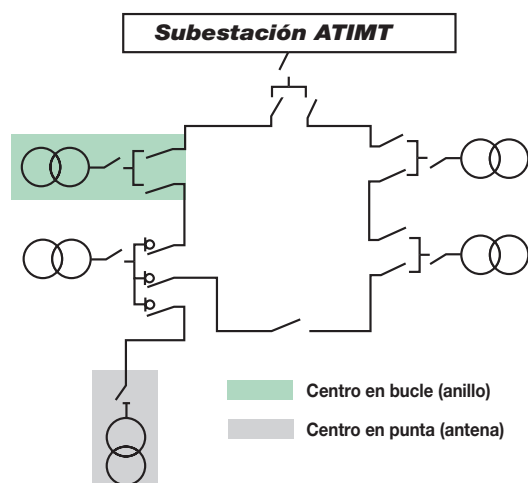 Subestación ATIMT
Centro en bucle (anillo)
Centro en punta (antena)